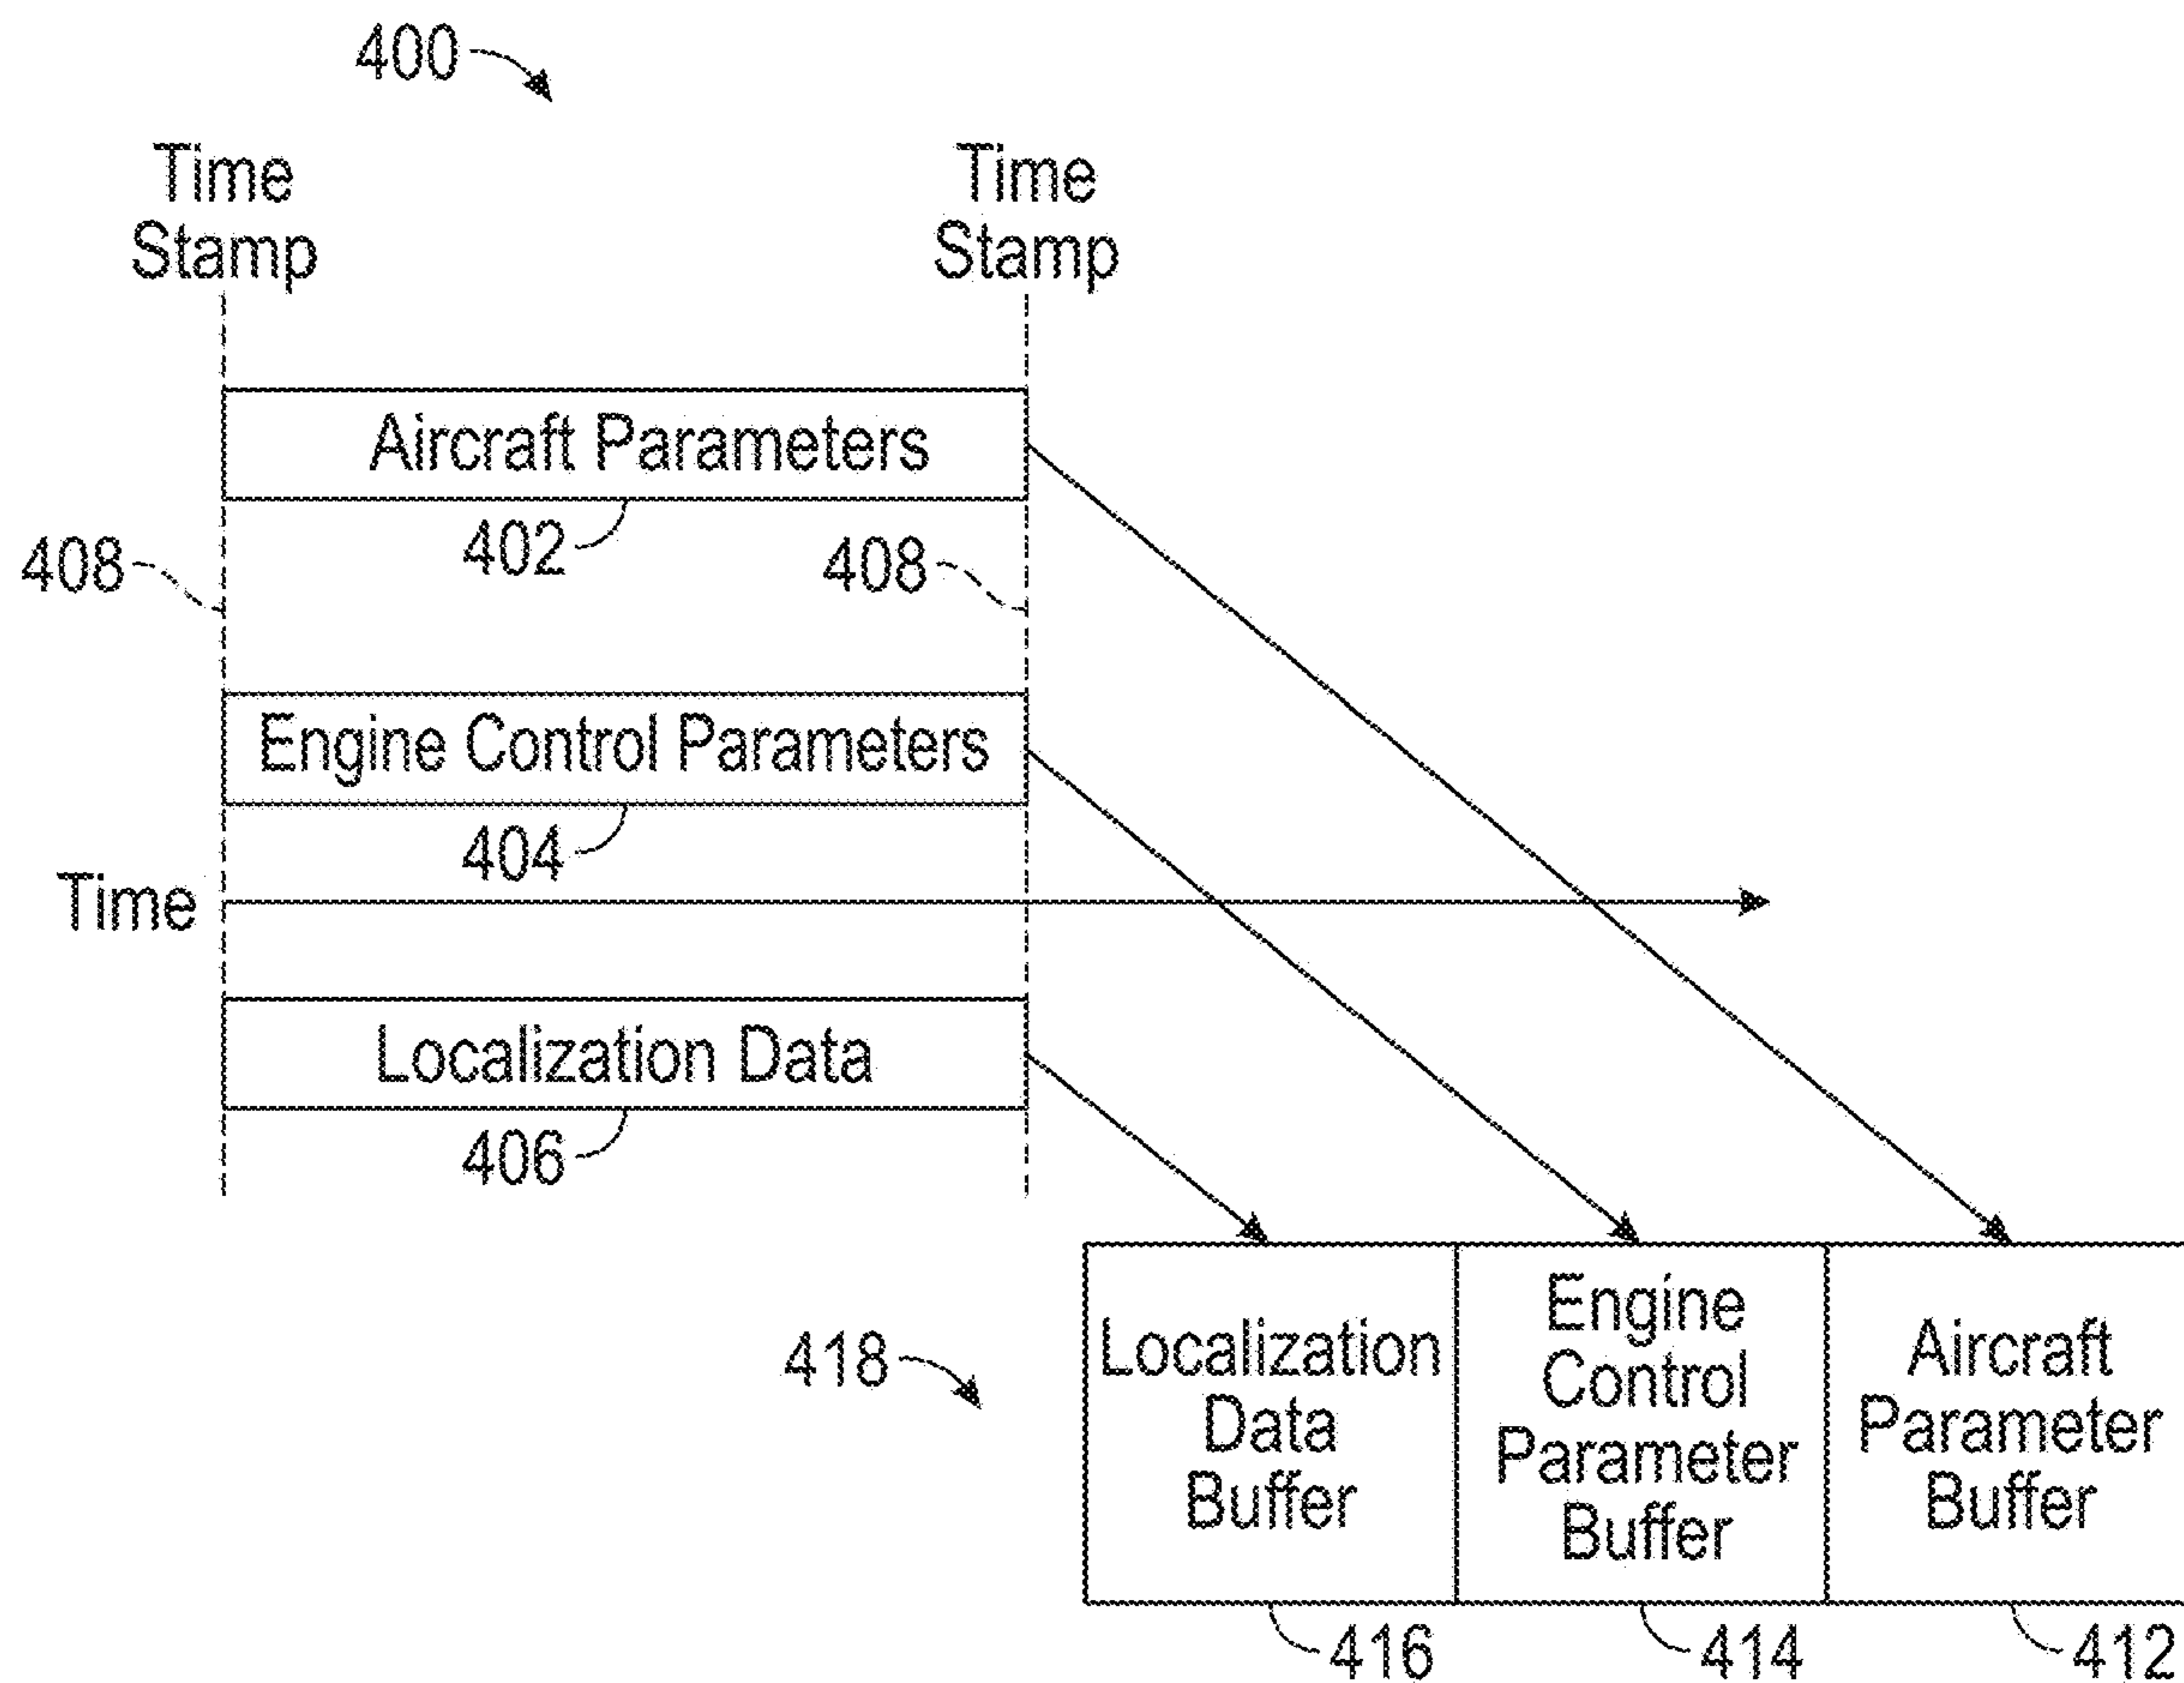 400
Time
Stamp
Time
Stamp
Aircraft Parameters
402
408
408
Engine Control Parameters
404
Time
Localization Data
406
418
Localization
Data
Buffer
Engine
Control
Parameter
Buffer
Aircraft
Parameter
Buffer
416
414
412